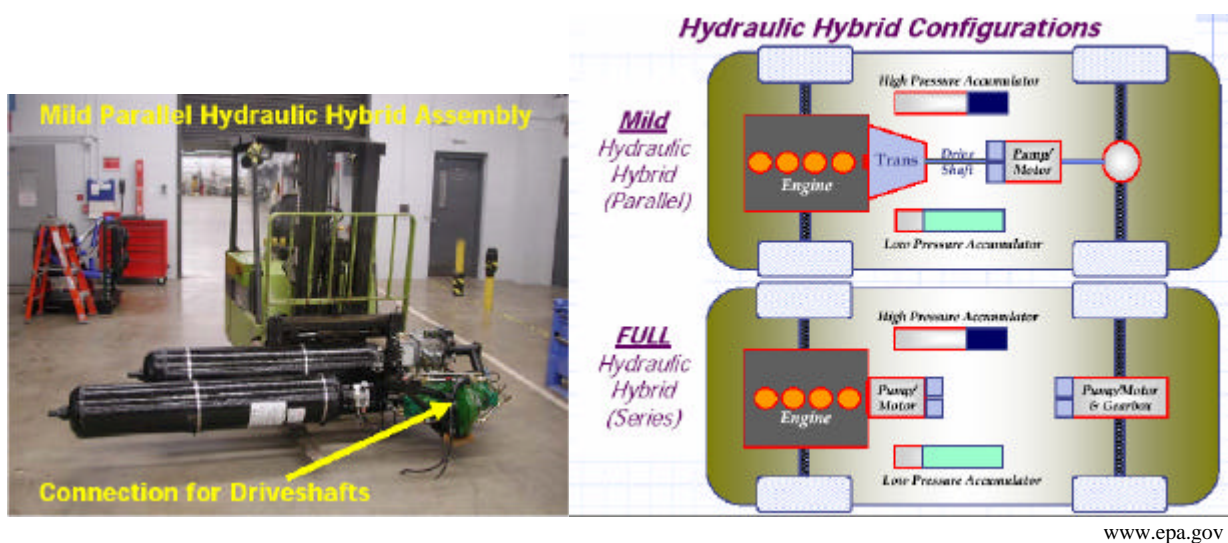 Hydraulic Hybrid Configurations
Mild Parallel Hydraulic Hybrid Assembly
Connection for Driveshafts
Mild
Hydraulic
Hybrid
(Parallel)
High Pressure Accumulator
Engine
Trans
Drive
Shaft
Pump/
Motor
Low Pressure Accumulator
FULL
Hydraulic
Hybrid
(Series)
High Pressure Accumulator
Engine
Pump/
Motor
Pump/Motor
& Gearbox
Low Pressure Accumulator
www.epa.gov